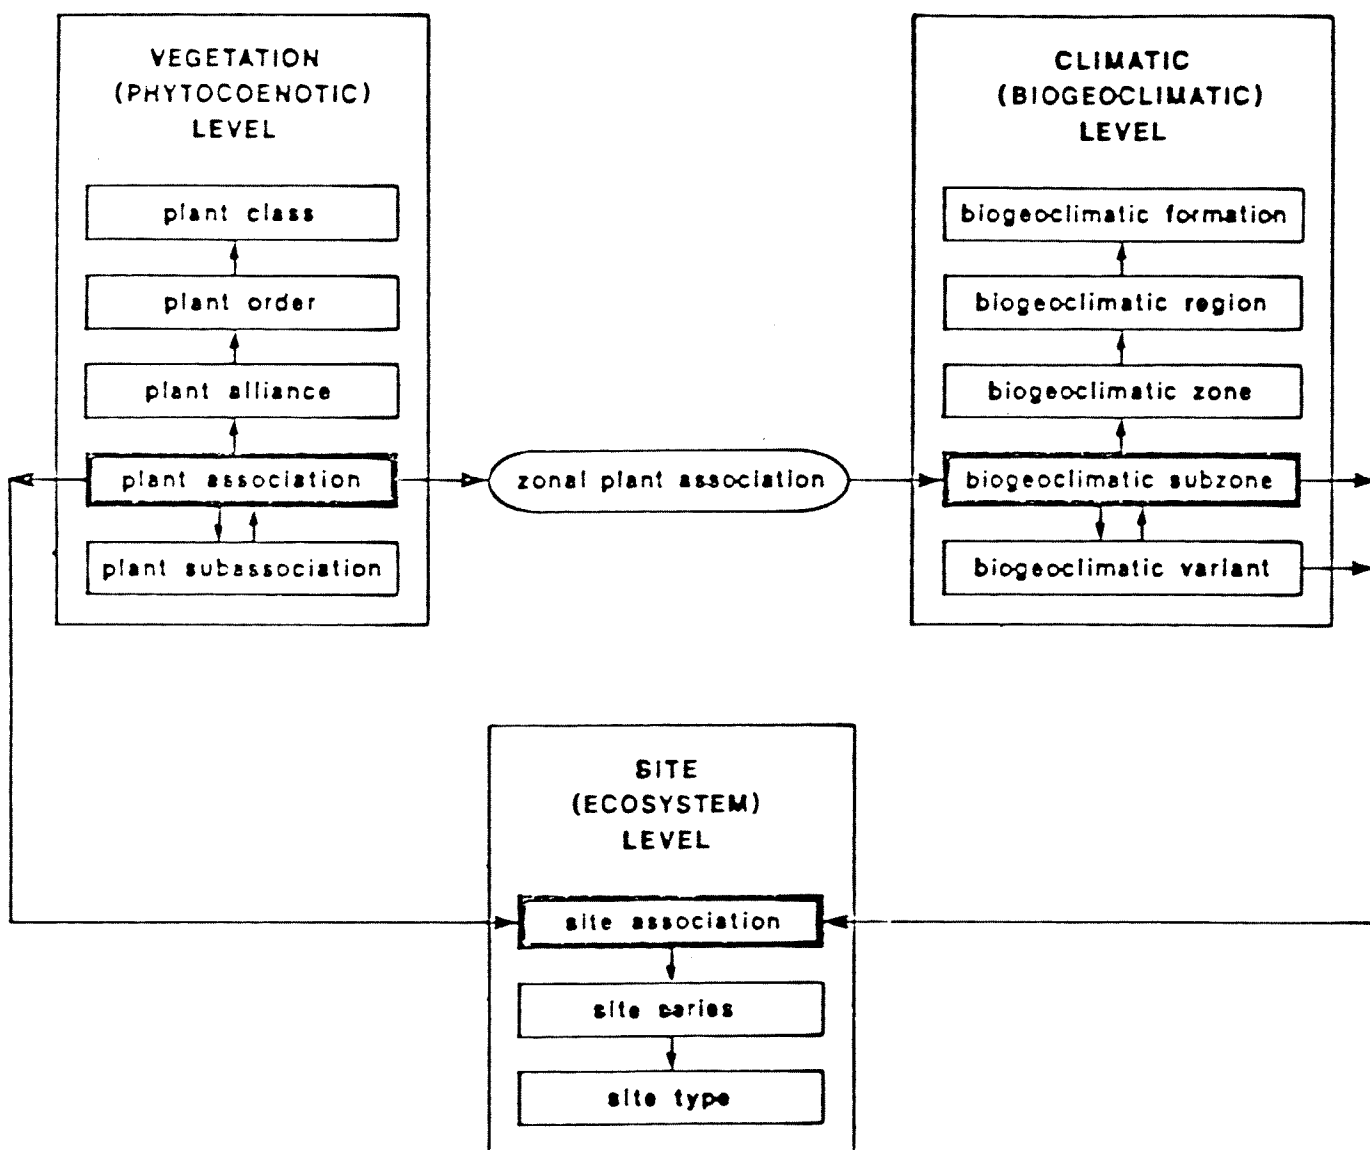 VEGETATION
(PHYTOCOENOTIC)
LEVEL
plant class
plant order
plant alliance
plant association
plant subassociation
zonal plant association
CLIMATIC
(BIOGEOCLIMATIC)
LEVEL
biogeoclimatic formation
biogeoclimatic region
biogeoclimatic zone
biogeoclimatic subzone
biogeoclimatic variant
SITE
(ECOSYSTEM)
LEVEL
site association
site series
site type